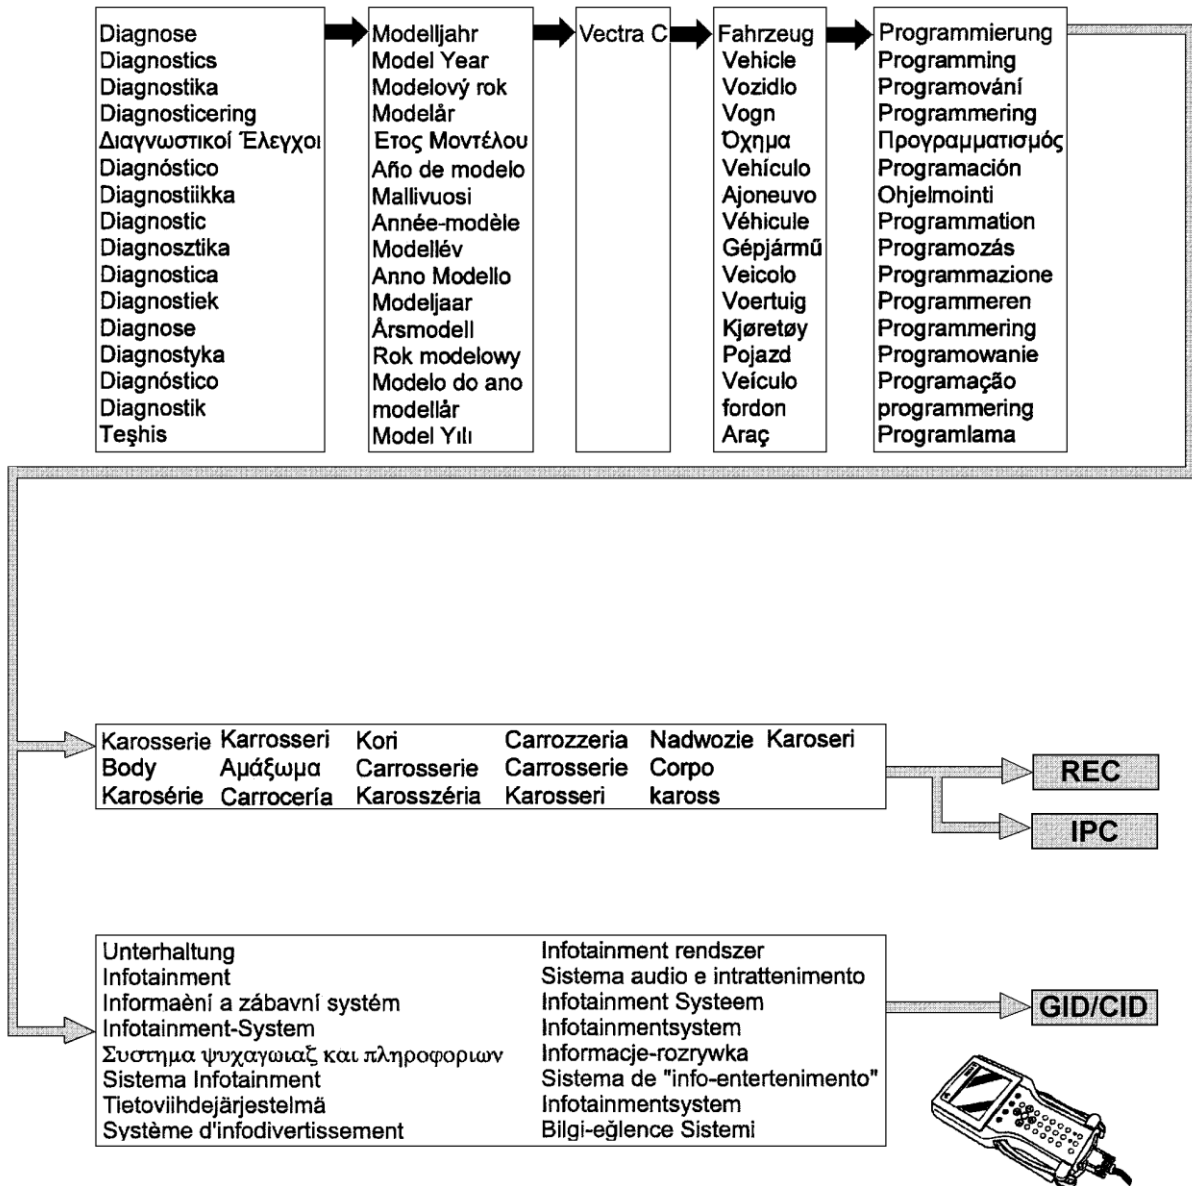 Diagnose
Diagnostics
Diagnostika
Diagnosticering
Διαγνωστικοί Έλεγχοι
Diagnóstico
Diagnostiikka
Diagnostic
Diagnosztika
Diagnostica
Diagnostiek
Diagnose
Diagnostyka
Diagnóstico
Diagnostik
Teşhis
Modelljahr
Model Year
Modelový rok
Modelår
Έτος Μοντέλου
Año de modelo
Mallivuosi
Année-modèle
Modellév
Anno Modello
Modeljaar
Årsmodell
Rok modelowy
Modelo do ano
modellår
Model Yılı
Vectra C
Fahrzeug
Vehicle
Vozidlo
Vogn
Όχημα
Vehículo
Ajoneuvo
Véhicule
Gépjármű
Veicolo
Voertuig
Kjøretøy
Pojazd
Veículo
fordon
Araç
Programmierung
Programming
Programování
Programmering
Προγραμματισμός
Programación
Ohjelmointi
Programmation
Programozás
Programmazione
Programmeren
Programmering
Programowanie
Programação
programmering
Programlama
Karosserie Karrosseri Kori Carrozzeria Nadwozie Karoseri
Body Αμάξωμα Carrosserie Carrosserie Corpo
Karosérie Carrocería Karosszéria Karosseri kaross
REC
IPC
Unterhaltung
Infotainment
Informaèní a zábavní systém
Infotainment-System
Συστημα ψυχαγωιαζ και πληροφοριων
Sistema Infotainment
Tietoviihdejärjestelmä
Système d'infodivertissement
Infotainment rendszer
Sistema audio e intrattenimento
Infotainment Systeem
Infotainmentsystem
Informacje-rozrywka
Sistema de "info-entertenimento"
Infotainmentsystem
Bilgi-eğlence Sistemi
GID/CID